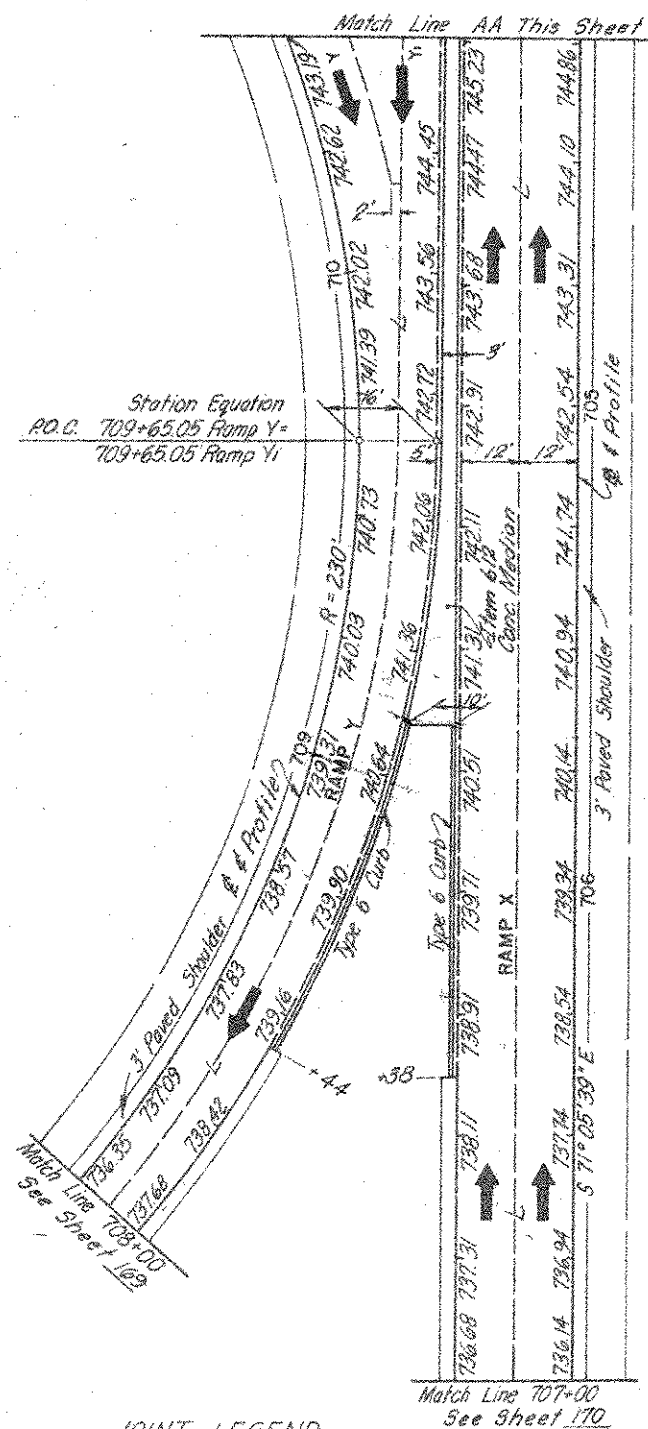 Match Line AA This Sheet
743.19
Y
Y1
745.23
744.86
742.62
744.45
744.47
744.10
2'
710
742.02
743.56
743.68
743.31
741.39
3'
742.72
742.91
742.54
705
℄ & Profile
Station Equation
P.O.C. 709+65.05 Ramp Y =
709+65.05 Ramp Y1
16'
5'
12'
12'
740.73
742.06
742.11
741.74
R = 230'
740.03
741.36
741.31
Item 612
Conc. Median
740.94
3' Paved Shoulder
10'
709
739.31
RAMP Y
740.64
740.51
740.14
℄ & Profile
738.57
739.90
Type 6 Curb
Type 6 Curb
739.71
RAMP X
739.34
706
3' Paved Shoulder
737.83
739.16
738.91
738.54
+44
+38
737.09
738.42
738.11
737.74
S 71° 05' 39" E
736.35
737.68
Match Line 708+00
See Sheet 169
737.31
736.94
736.68
736.14
Match Line 707+00
See Sheet 170
JOINT LEGEND